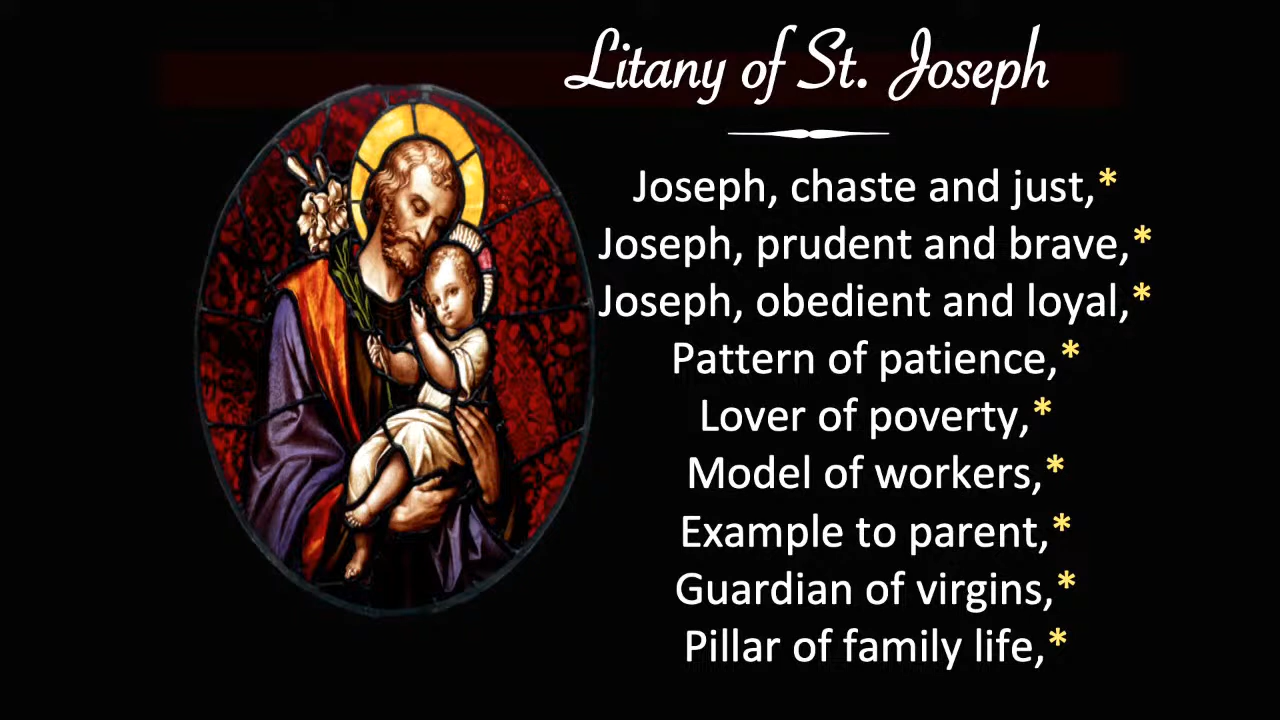 Litany of St. Joseph
Joseph, chaste and just,*
Joseph, prudent and brave,*
Joseph, obedient and loyal,*
Pattern of patience,*
Lover of poverty,*
Model of workers,*
Example to parent,*
Guardian of virgins,*
Pillar of family life,*